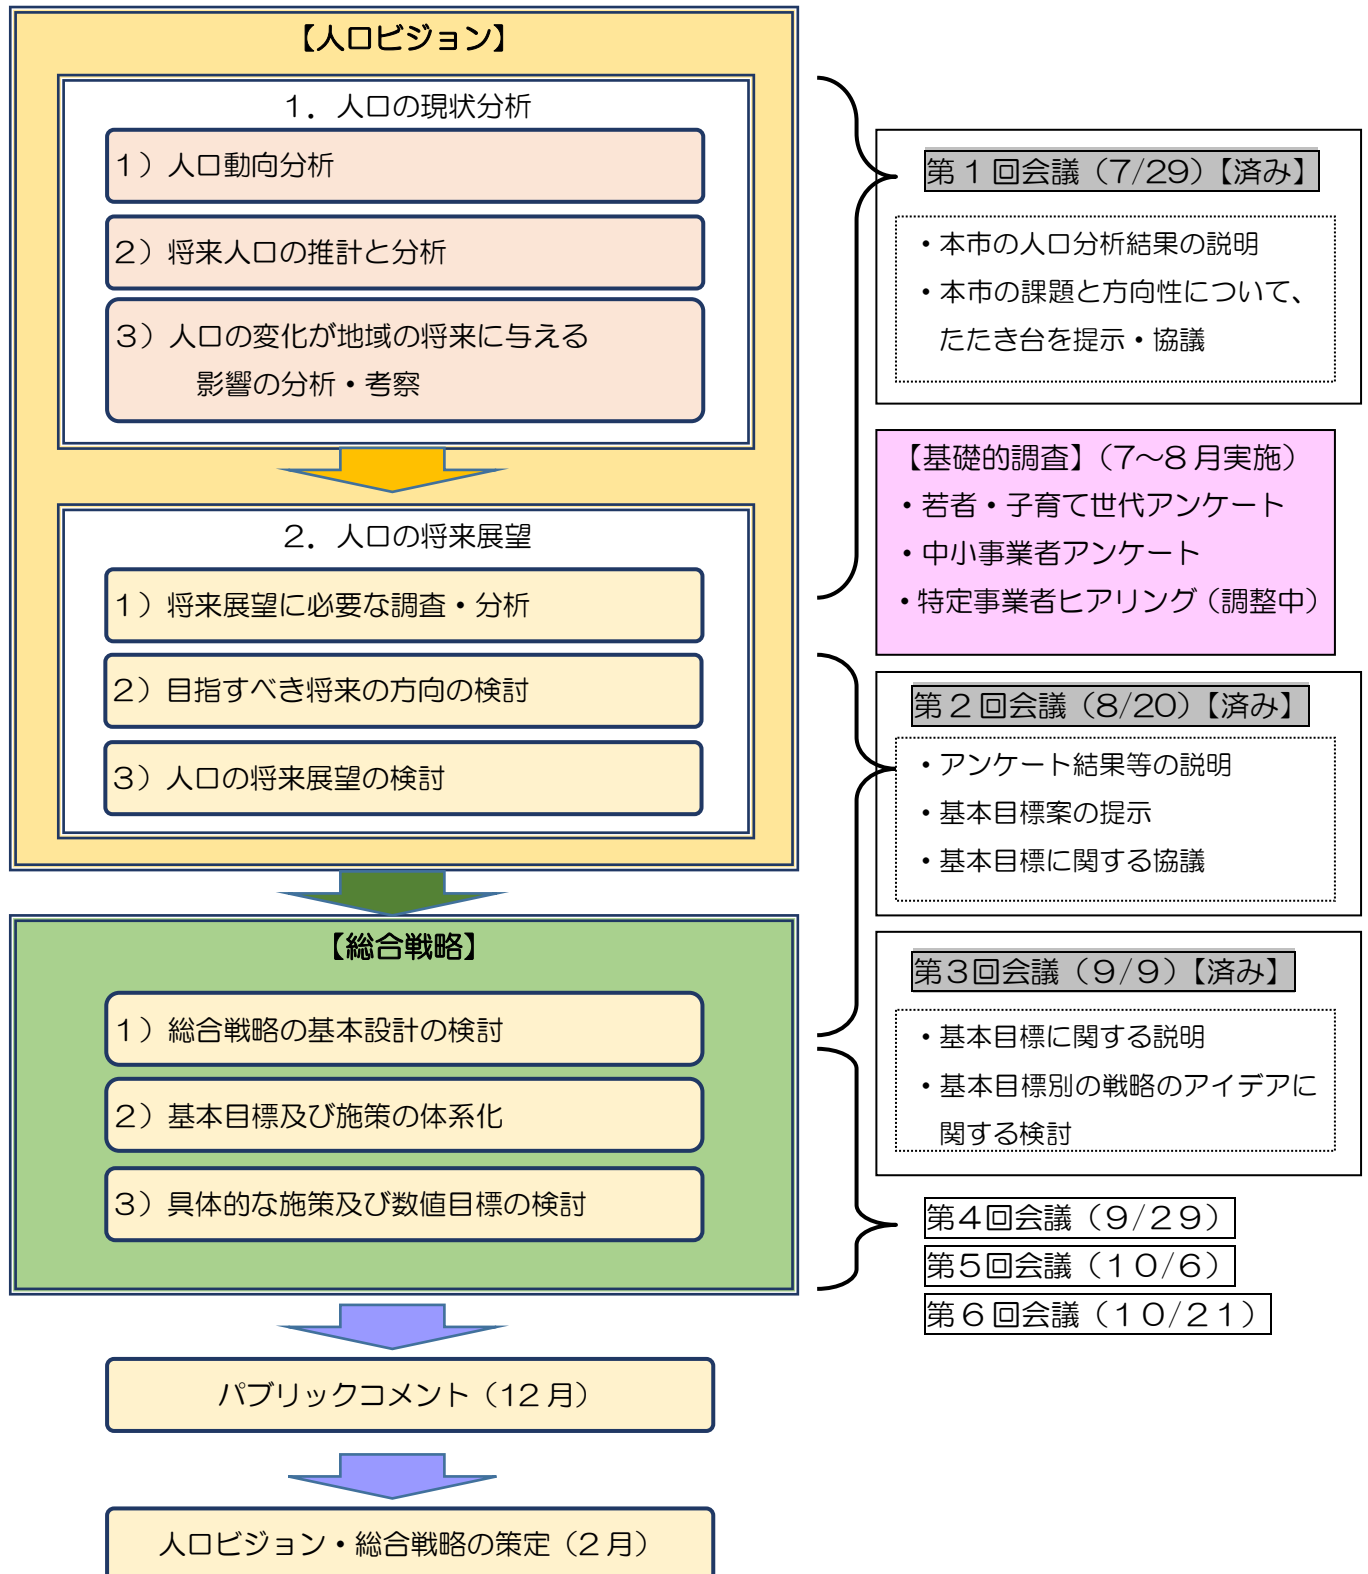 【人口ビジョン】
１．人口の現状分析
１）人口動向分析
２）将来人口の推計と分析
３）人口の変化が地域の将来に与える
影響の分析・考察
２．人口の将来展望
１）将来展望に必要な調査・分析
２）目指すべき将来の方向の検討
３）人口の将来展望の検討
【総合戦略】
１）総合戦略の基本設計の検討
２）基本目標及び施策の体系化
３）具体的な施策及び数値目標の検討
パブリックコメント（12月）
人口ビジョン・総合戦略の策定（2月）
第1回会議（7/29）【済み】
・本市の人口分析結果の説明
・本市の課題と方向性について、
たたき台を提示・協議
【基礎的調査】（7～8月実施）
・若者・子育て世代アンケート
・中小事業者アンケート
・特定事業者ヒアリング（調整中）
第2回会議（8/20）【済み】
・アンケート結果等の説明
・基本目標案の提示
・基本目標に関する協議
第3回会議（9/9）【済み】
・基本目標に関する説明
・基本目標別の戦略のアイデアに
関する検討
第4回会議（9/29）
第5回会議（10/6）
第6回会議（10/21）